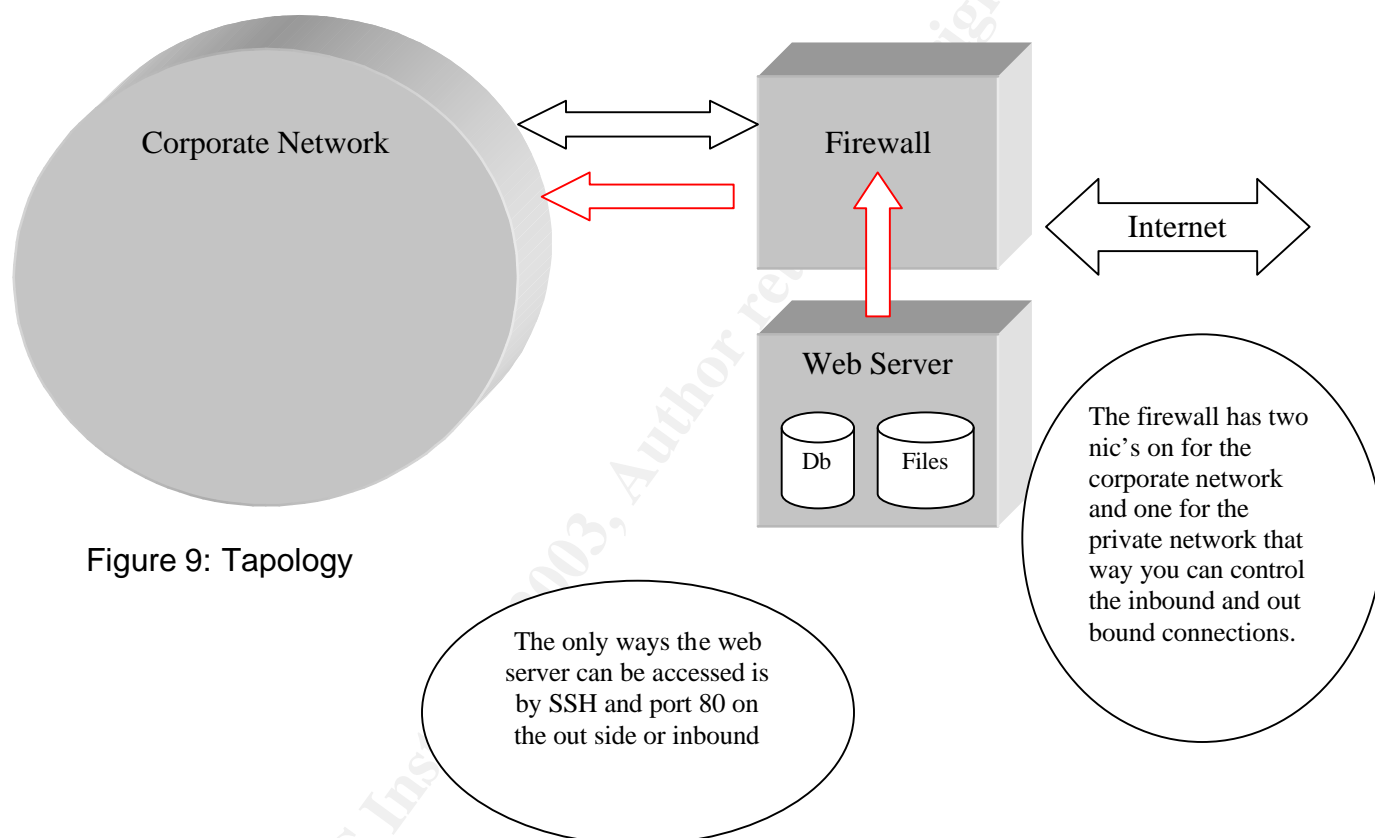 Corporate Network
Firewall
Internet
Web Server
Db
Files
The firewall has two
nic's on for the
corporate network
and one for the
private network that
way you can control
the inbound and out
bound connections.
Figure 9: Tapology
The only ways the web
server can be accessed is
by SSH and port 80 on
the out side or inbound
2003, Author